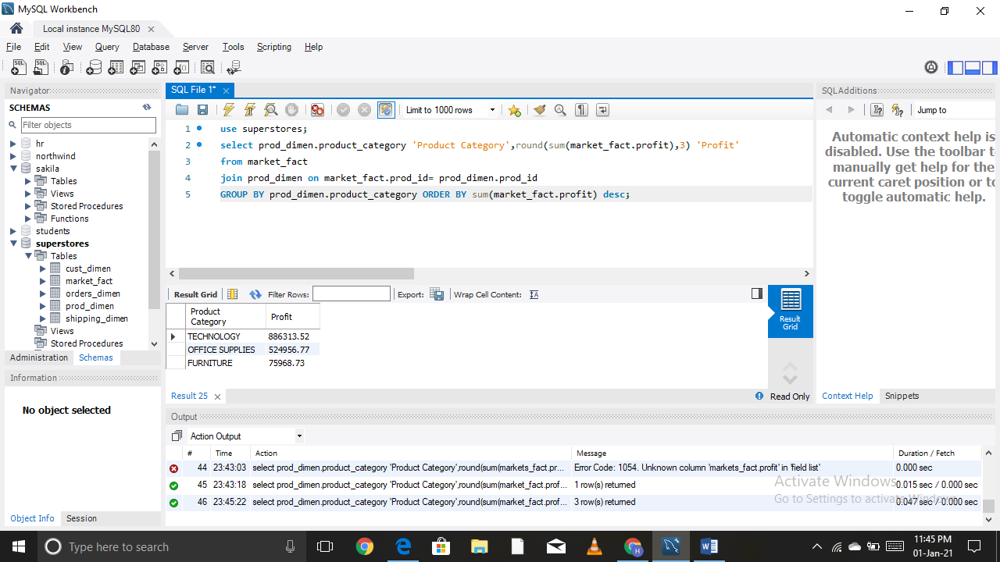 MySQL Workbench
Local instance MySQL80
File Edit View Query Database Server Tools Scripting Help
Navigator
SCHEMAS
Filter objects
hr
northwind
sakila
Tables
Views
Stored Procedures
Functions
students
superstores
Tables
cust_dimen
market_fact
orders_dimen
prod_dimen
shipping_dimen
Views
Stored Procedures
Administration Schemas
Information
No object selected
Object Info Session
SQL File 1*
Limit to 1000 rows
1 use superstores;
2 select prod_dimen.product_category 'Product Category',round(sum(market_fact.profit),3) 'Profit'
3 from market_fact
4 join prod_dimen on market_fact.prod_id= prod_dimen.prod_id
5 GROUP BY prod_dimen.product_category ORDER BY sum(market_fact.profit) desc;
Result Grid Filter Rows: Export: Wrap Cell Content:
Product
Category Profit
TECHNOLOGY 886313.52
OFFICE SUPPLIES 524956.77
FURNITURE 75968.73
Result
Grid
Result 25 Read Only
SQLAdditions
Jump to
Automatic context help is
disabled. Use the toolbar t
manually get help for the
current caret position or to
toggle automatic help.
Context Help Snippets
Output
Action Output
# Time Action Message Duration / Fetch
44 23:43:03 select prod_dimen.product_category 'Product Category',round(sum(markets_fact.pr... Error Code: 1054. Unknown column 'markets_fact.profit' in 'field list' 0.000 sec
45 23:43:18 select prod_dimen.product_category 'Product Category',round(sum(market_fact.prof... 1 row(s) returned 0.015 sec / 0.000 sec
46 23:45:22 select prod_dimen.product_category 'Product Category',round(sum(market_fact.prof... 3 row(s) returned 0.047 sec / 0.000 sec
Activate Windows
Go to Settings to activate Windows.
Type here to search
11:45 PM
01-Jan-21